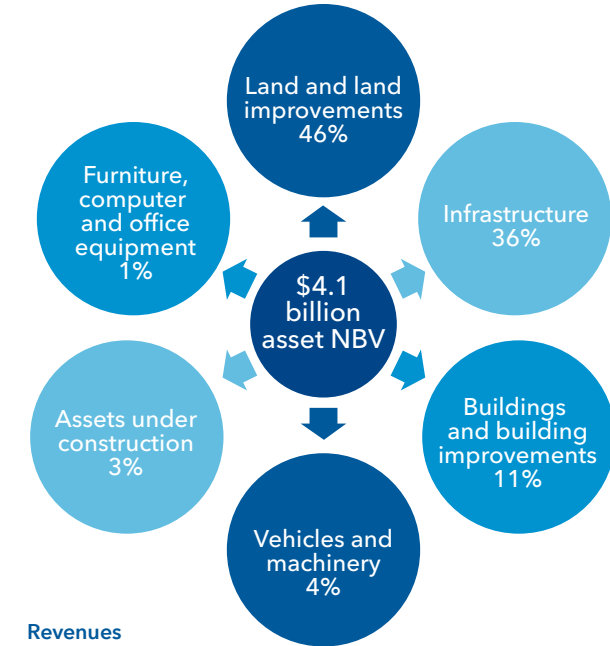 Land and land
improvements
46%
Furniture,
computer
and office
equipment
1%
Infrastructure
36%
$4.1
billion
asset NBV
Assets under
construction
3%
Buildings
and building
improvements
11%
Vehicles and
machinery
4%
Revenues